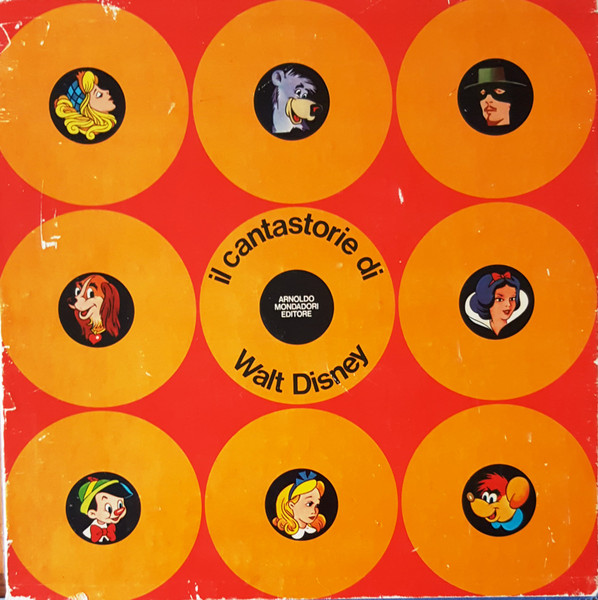 il cantastorie di
ARNOLDO
MONDADORI
EDITORE
Walt Disney